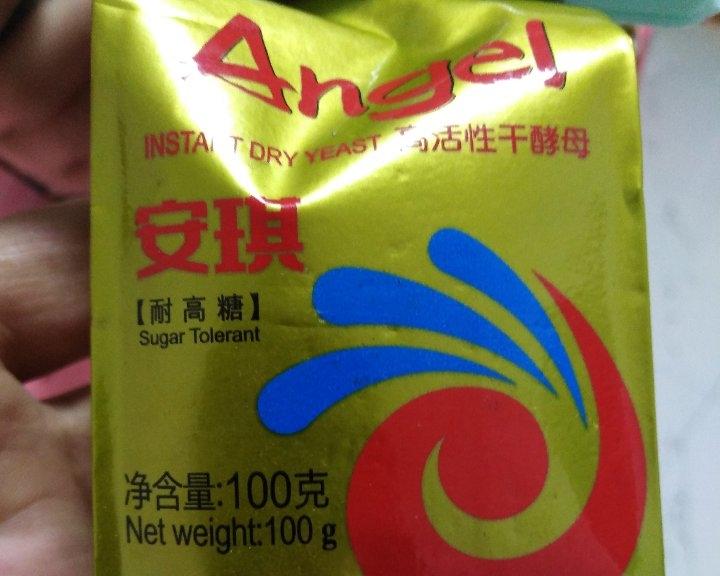 Angel
INSTANT DRY YEAST 高活性干酵母
安琪
【耐高糖】
Sugar Tolerant
净含量:100克
Net weight:100 g